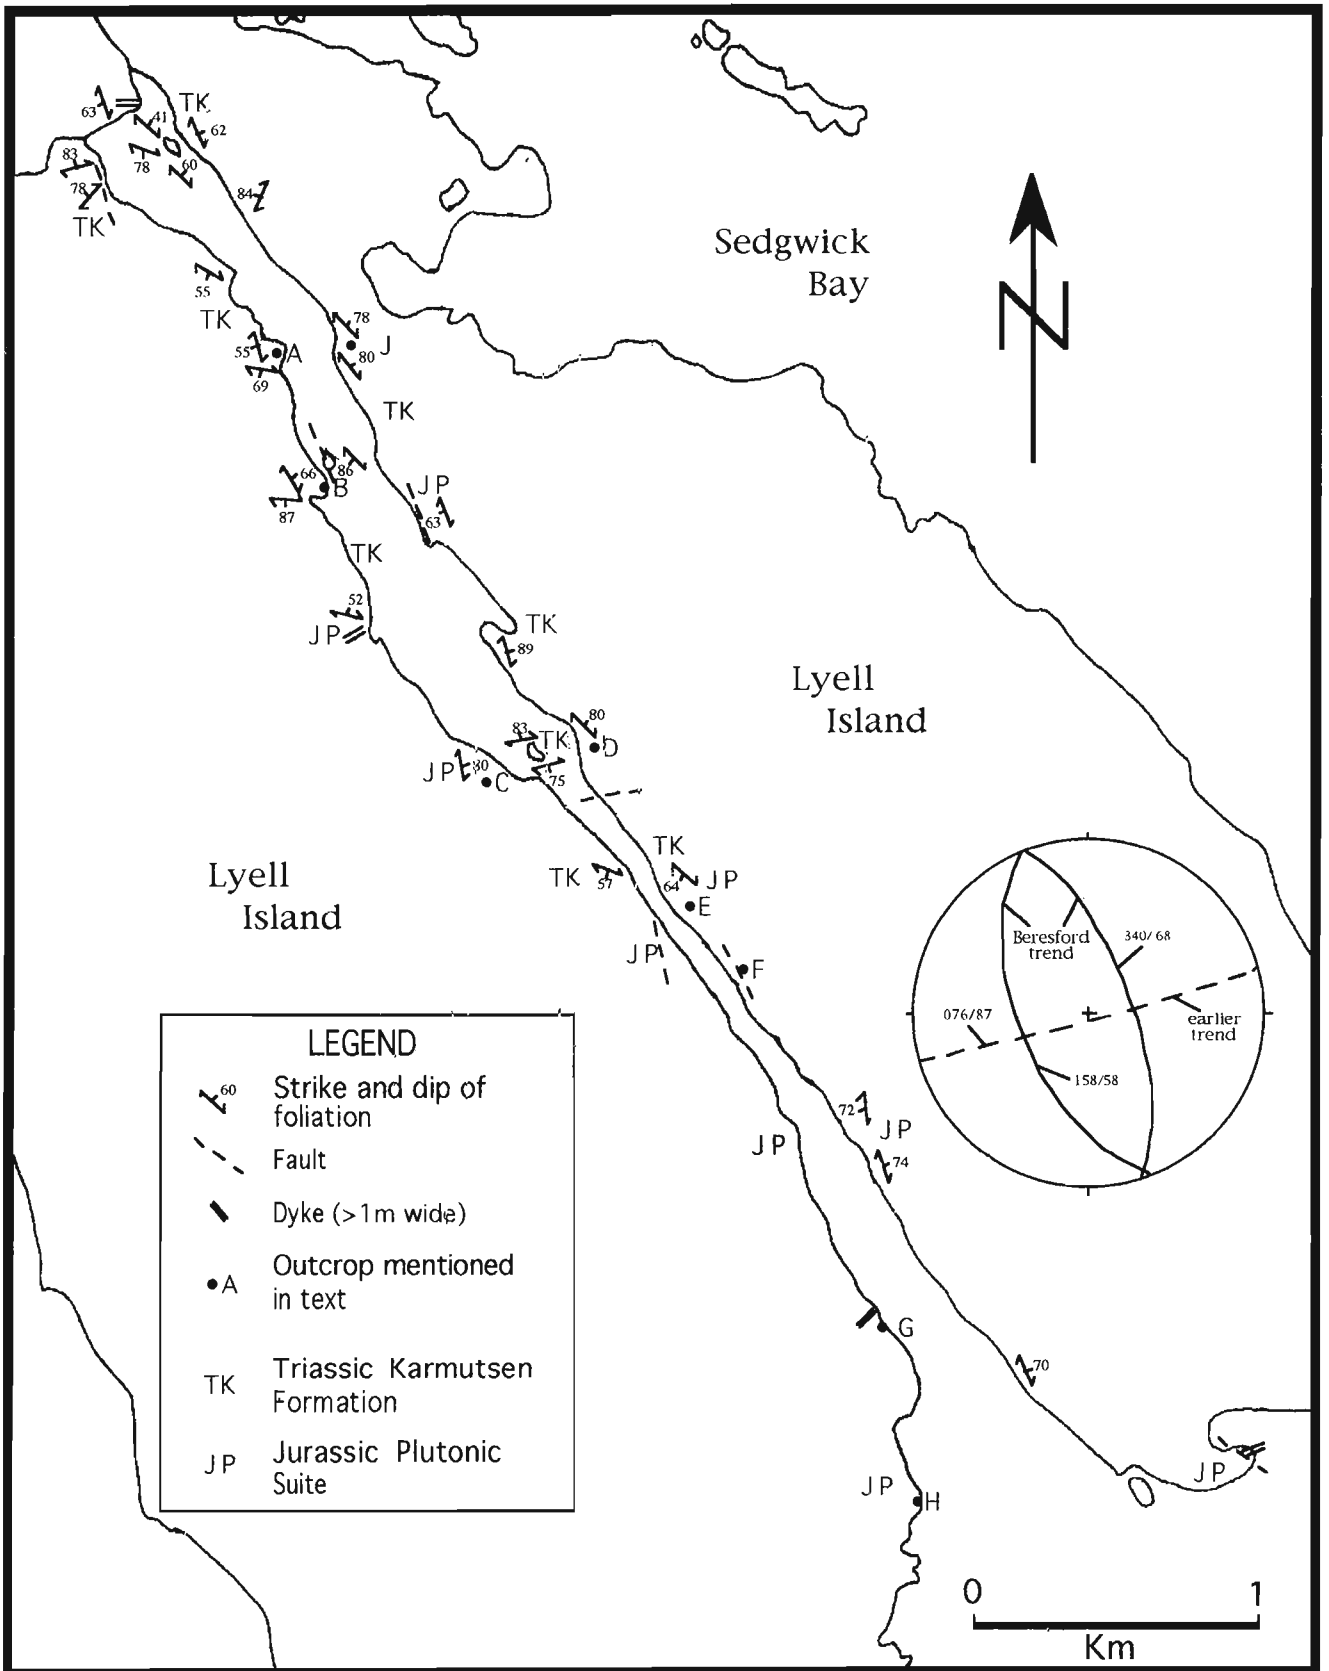 63
TK
41
62
78
60
83
78
TK
84
55
TK
Sedgwick
Bay
N
78
J
55
A
80
69
TK
66
86
B
87
JP
63
TK
52
JP
TK
89
Lyell
Island
80
83
TK
D
JP
80
C
75
TK
TK
57
64
JP
E
Lyell
Island
JP
F
Beresford
trend
340/68
076/87
earlier
trend
158/58
LEGEND
60
Strike and dip of
foliation
Fault
Dyke (>1m wide)
A
Outcrop mentioned
in text
TK
Triassic Karmutsen
Formation
JP
Jurassic Plutonic
Suite
72
JP
JP
74
G
70
JP
JP
H
0
1
Km